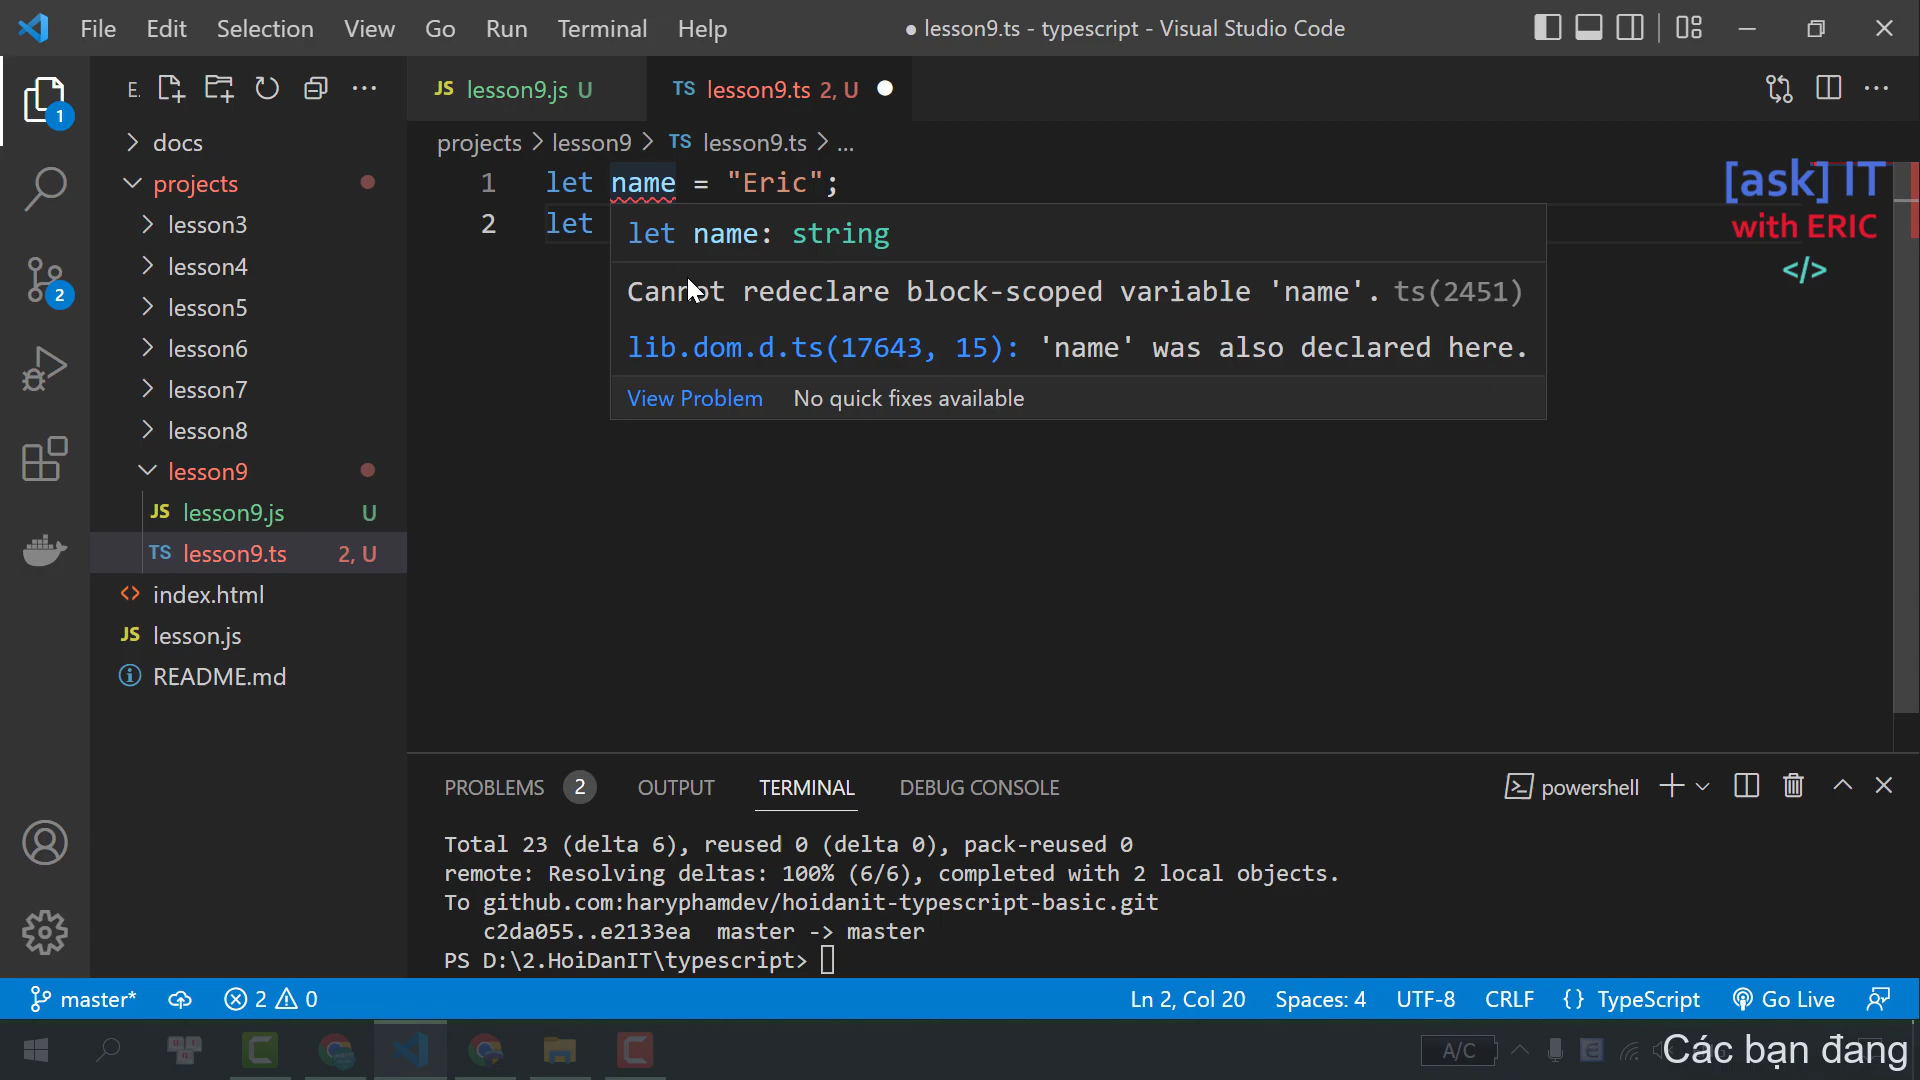 File Edit Selection View Go Run Terminal Help
● lesson9.ts - typescript - Visual Studio Code
1
E.
JS lesson9.js U
TS lesson9.ts 2, U
docs
projects
lesson3
lesson4
lesson5
lesson6
lesson7
lesson8
lesson9
JS lesson9.js U
TS lesson9.ts 2, U
index.html
JS lesson.js
README.md
2
projects > lesson9 > TS lesson9.ts > ...
1 let name = "Eric";
2 let
let name: string
Cannot redeclare block-scoped variable 'name'. ts(2451)
lib.dom.d.ts(17643, 15): 'name' was also declared here.
View Problem No quick fixes available
[ask] IT
with ERIC
</>
PROBLEMS 2 OUTPUT TERMINAL DEBUG CONSOLE
powershell
Total 23 (delta 6), reused 0 (delta 0), pack-reused 0
remote: Resolving deltas: 100% (6/6), completed with 2 local objects.
To github.com:haryphamdev/hoidanit-typescript-basic.git
c2da055..e2133ea master -> master
PS D:\2.HoiDanIT\typescript>
master* 2 0 Ln 2, Col 20 Spaces: 4 UTF-8 CRLF {} TypeScript Go Live
A/C
Các bạn đang